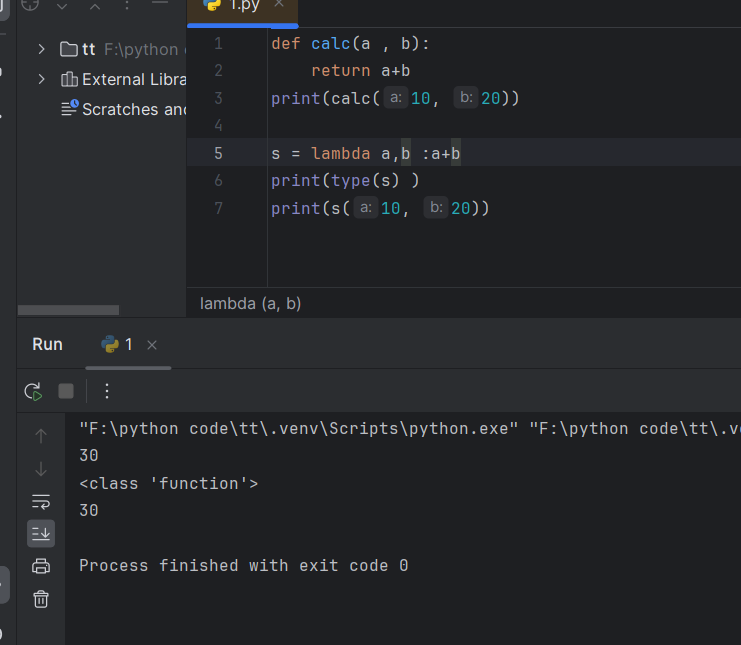 1.py
tt F:\python
External Libra
Scratches and
1 def calc(a , b):
2 return a+b
3 print(calc( a: 10, b: 20))
4
5 s = lambda a,b :a+b
6 print(type(s) )
7 print(s( a: 10, b: 20))
lambda (a, b)
Run 1
"F:\python code\tt\.venv\Scripts\python.exe" "F:\python code\tt\.v
30
<class 'function'>
30
Process finished with exit code 0